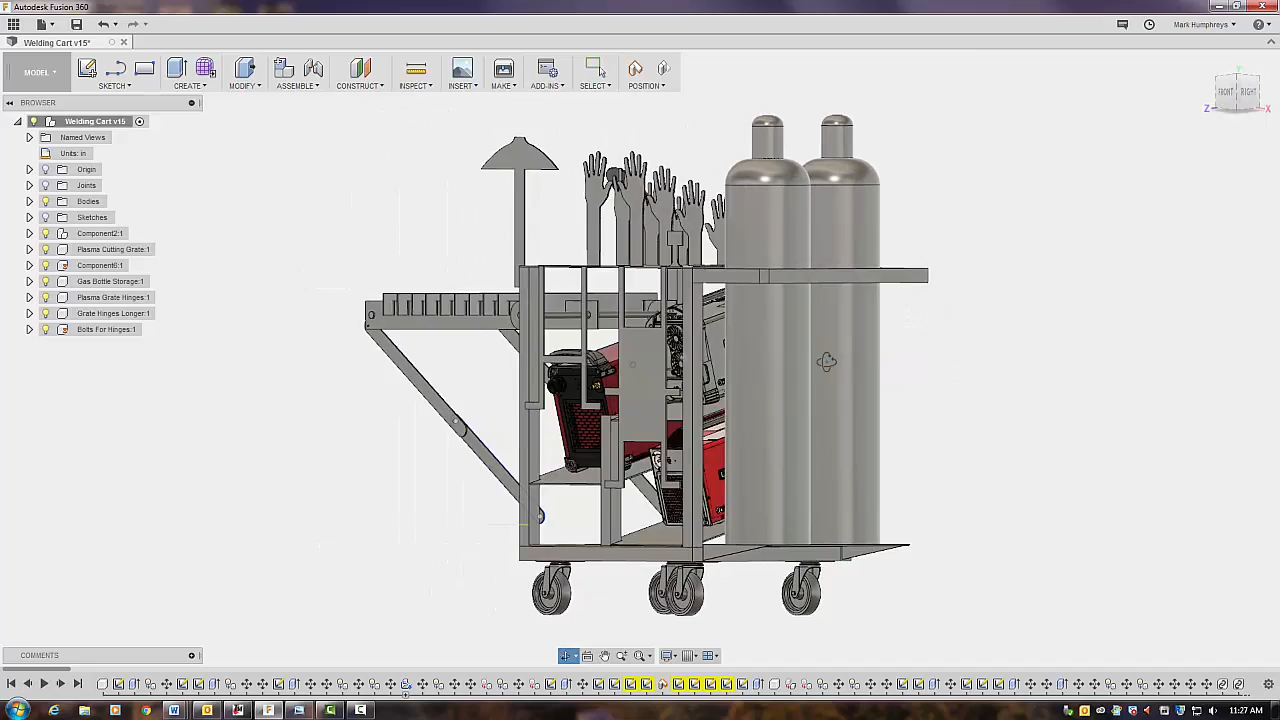 Autodesk Fusion 360
Mark Humphreys
Welding Cart v15*
MODEL
SKETCH
CREATE
MODIFY
ASSEMBLE
CONSTRUCT
INSPECT
INSERT
MAKE
ADD-INS
SELECT
POSITION
FRONT
RIGHT
Z
X
BROWSER
Welding Cart v15
Named Views
Units: in
Origin
Joints
Bodies
Sketches
Component2:1
Plasma Cutting Grate:1
Component6:1
Gas Bottle Storage:1
Plasma Grate Hinges:1
Grate Hinges Longer:1
Bolts For Hinges:1
COMMENTS
11:27 AM